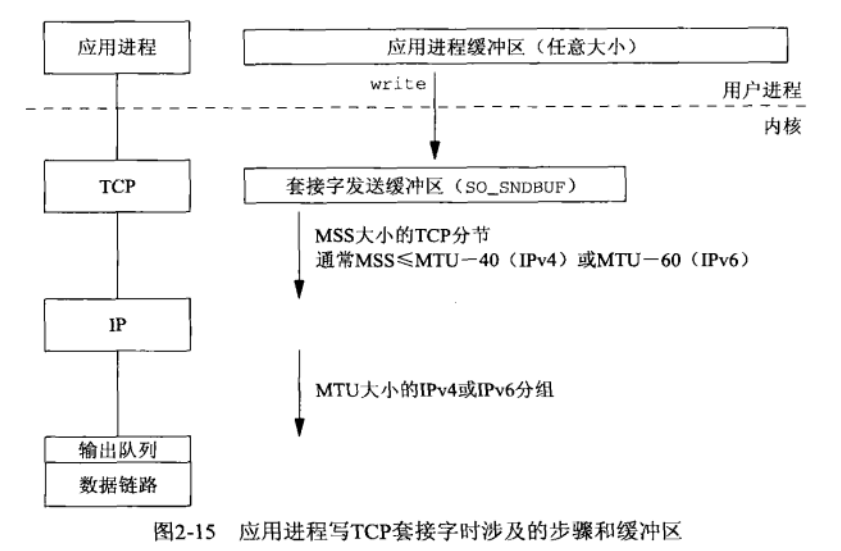 应用进程
应用进程缓冲区（任意大小）
write
用户进程
内核
TCP
套接字发送缓冲区（SO_SNDBUF）
MSS大小的TCP分节
通常MSS≤MTU－40（IPv4）或MTU－60（IPv6）
IP
MTU大小的IPv4或IPv6分组
输出队列
数据链路
图2-15 应用进程写TCP套接字时涉及的步骤和缓冲区